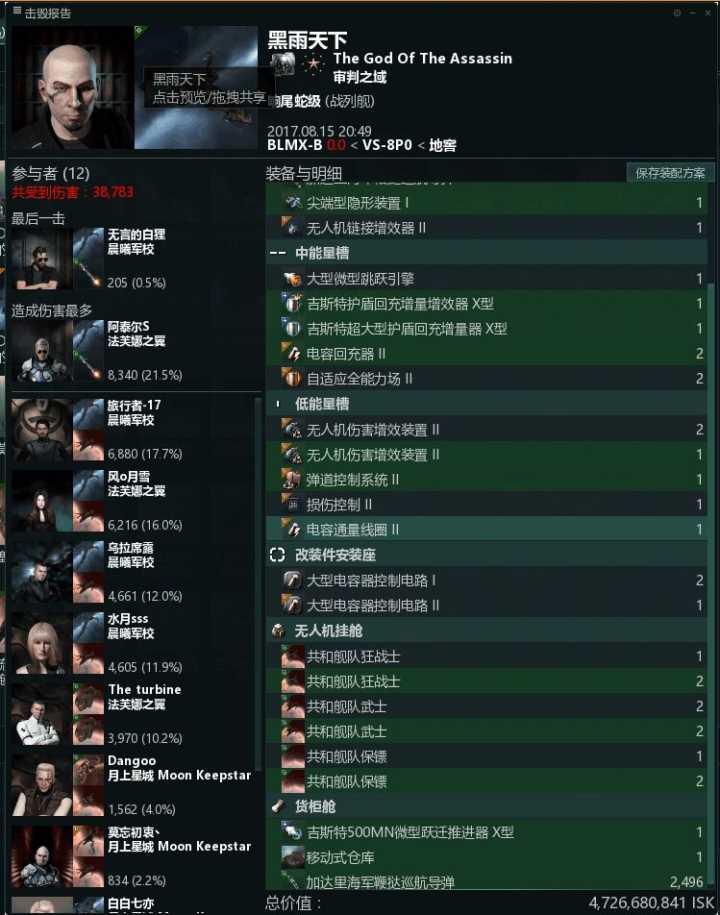 击毁报告
黑雨天下
The God Of The Assassin
审判之域
黑雨天下
点击预览/拖拽共享
响尾蛇级 (战列舰)
2017.08.15 20:49
BLMX-B 0.0 < VS-8P0 < 地窖
参与者 (12)
共受到伤害：38,783
最后一击
无言的白狸
晨曦军校
205 (0.5%)
造成伤害最多
阿泰尔S
法芙娜之翼
8,340 (21.5%)
旅行者-17
晨曦军校
6,880 (17.7%)
风o月雪
法芙娜之翼
6,216 (16.0%)
乌拉席露
晨曦军校
4,661 (12.0%)
水月sss
晨曦军校
4,605 (11.9%)
The turbine
法芙娜之翼
3,970 (10.2%)
Dangoo
月上星城 Moon Keepstar
1,562 (4.0%)
莫忘初衷丶
月上星城 Moon Keepstar
834 (2.2%)
白白七亦
装备与明细
保存装配方案
尖端型隐形装置 I 1
无人机链接增效器 II 1
中能量槽
大型微型跳跃引擎 1
吉斯特护盾回充增量增效器 X型 1
吉斯特超大型护盾回充增量器 X型 1
电容回充器 II 2
自适应全能力场 II 2
低能量槽
无人机伤害增效装置 II 2
无人机伤害增效装置 II 1
弹道控制系统 II 1
损伤控制 II 1
电容通量线圈 II 1
改装件安装座
大型电容器控制电路 I 2
大型电容器控制电路 II 1
无人机挂舱
共和舰队狂战士 1
共和舰队狂战士 2
共和舰队武士 2
共和舰队武士 2
共和舰队保镖 1
共和舰队保镖 2
货柜舱
吉斯特500MN微型跃迁推进器 X型 1
移动式仓库 1
加达里海军鞭挞巡航导弹 2,496
总价值： 4,726,680,841 ISK